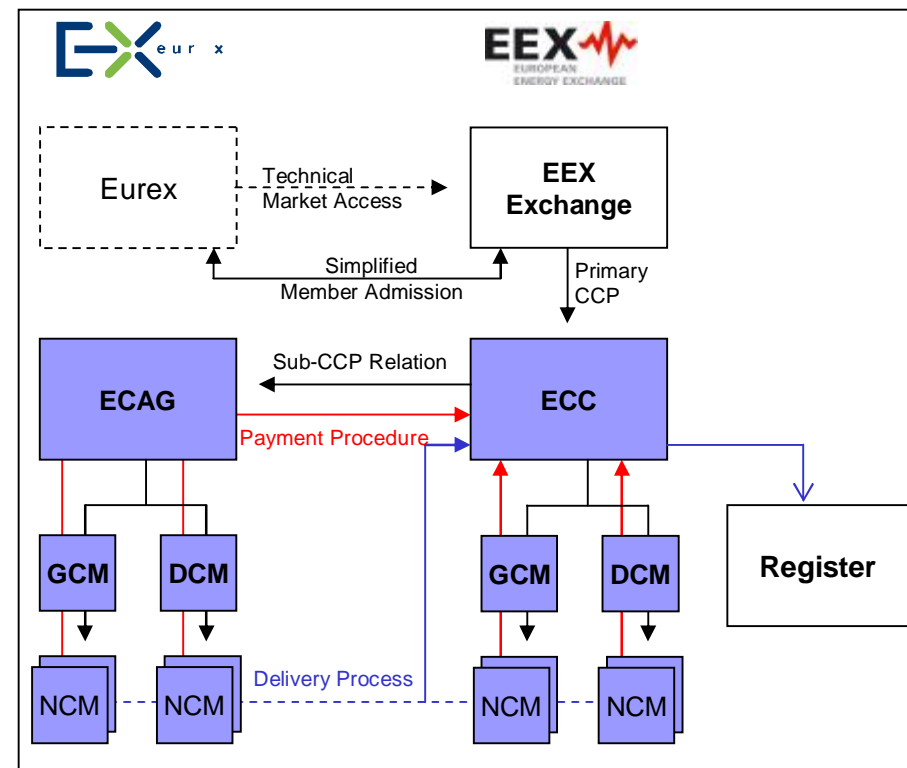 EX eur x
EEX
EUROPEAN
ENERGY EXCHANGE
Eurex
Technical
Market Access
EEX
Exchange
Simplified
Member Admission
Primary
CCP
ECAG
Sub-CCP Relation
ECC
Payment Procedure
GCM
DCM
GCM
DCM
Register
NCM
NCM
Delivery Process
NCM
NCM